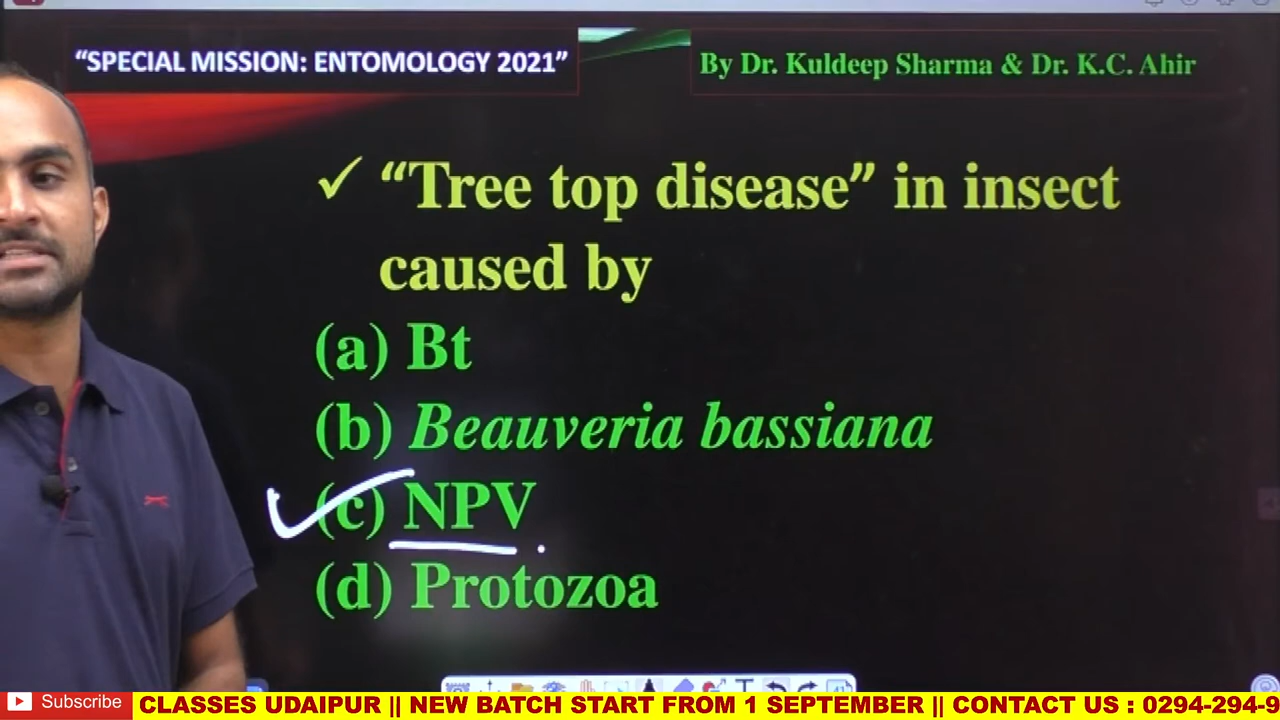 “SPECIAL MISSION: ENTOMOLOGY 2021”
By Dr. Kuldeep Sharma & Dr. K.C. Ahir
✓ “Tree top disease” in insect
caused by
(a) Bt
(b) Beauveria bassiana
(c) NPV
(d) Protozoa
Subscribe
CLASSES UDAIPUR || NEW BATCH START FROM 1 SEPTEMBER || CONTACT US : 0294-294-9